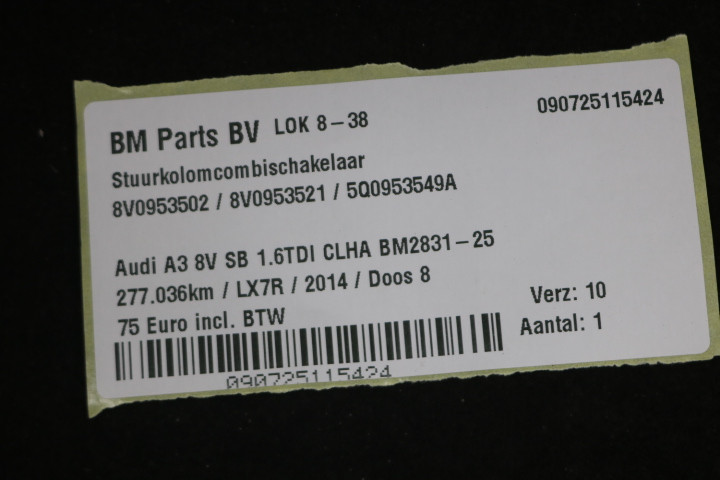 BM Parts BV LOK 8-38
090725115424
Stuurkolomcombischakelaar
8V0953502 / 8V0953521 / 5Q0953549A
Audi A3 8V SB 1.6TDI CLHA BM2831-25
277.036km / LX7R / 2014 / Doos 8
75 Euro incl. BTW
Verz: 10
Aantal: 1
090725115424